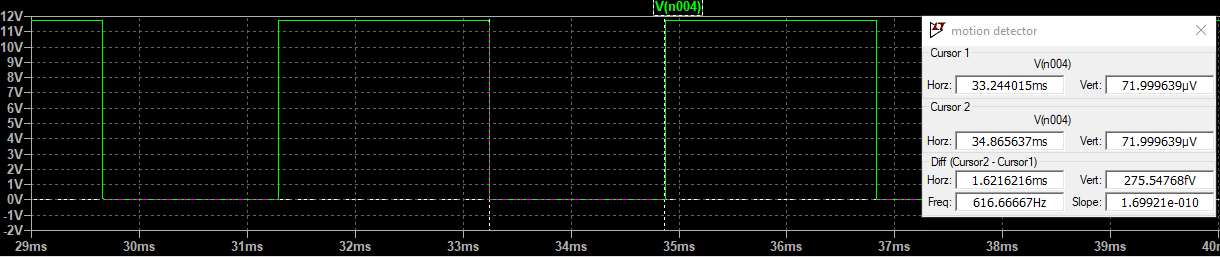 V(n004)
12V
11V
10V
9V
8V
7V
6V
5V
4V
3V
2V
1V
0V
-1V
-2V
29ms 30ms 31ms 32ms 33ms 34ms 35ms 36ms 37ms 38ms 39ms 40m
motion detector
Cursor 1
V(n004)
Horz: 33.244015ms Vert: 71.999639µV
Cursor 2
V(n004)
Horz: 34.865637ms Vert: 71.999639µV
Diff (Cursor2 - Cursor1)
Horz: 1.6216216ms Vert: 275.54768fV
Freq: 616.66667Hz Slope: 1.69921e-010